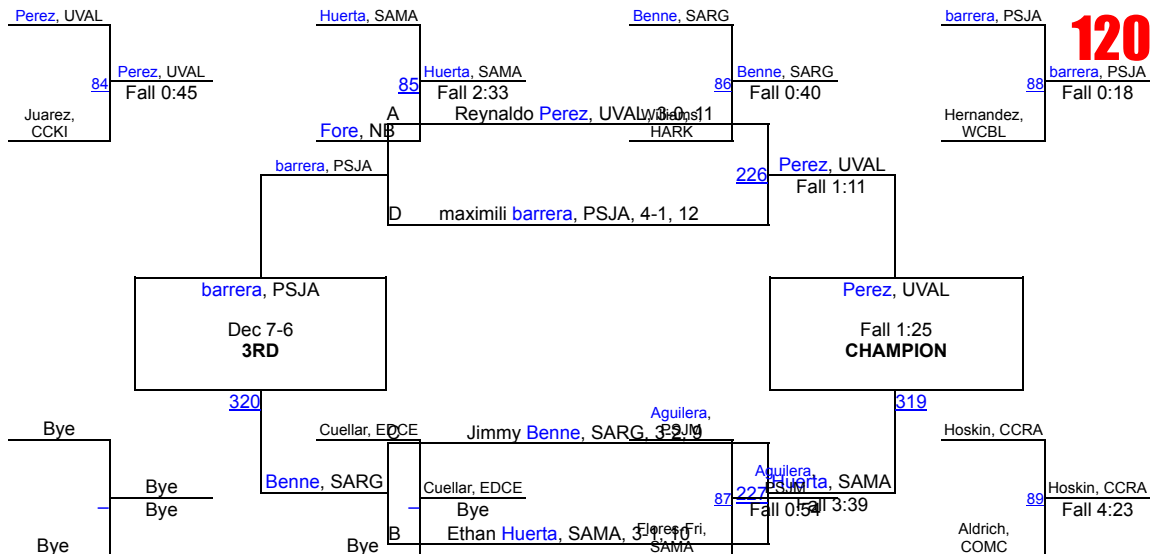 Perez, UVAL
Huerta, SAMA
Benne, SARG
barrera, PSJA
120
84
Perez, UVAL
Fall 0:45
85
Huerta, SAMA
Fall 2:33
86
Benne, SARG
Fall 0:40
88
barrera, PSJA
Fall 0:18
Juarez,
CCKI
Fore, NB
Williams,
HARK
Hernandez,
WCBL
A
Reynaldo Perez, UVAL, 3-0, 11
barrera, PSJA
226
Perez, UVAL
Fall 1:11
D
maximili barrera, PSJA, 4-1, 12
barrera, PSJA
Dec 7-6
3RD
Perez, UVAL
Fall 1:25
CHAMPION
320
319
Bye
Cuellar, EDCE
Aguilera,
PSJM
Hoskin, CCRA
C
Jimmy Benne, SARG, 3-2, 9
Bye
Bye
Benne, SARG
Cuellar, EDCE
Bye
87
Aguilera,
PSJM
Fall 0:54
227
Huerta, SAMA
Fall 3:39
89
Hoskin, CCRA
Fall 4:23
Bye
Bye
B
Ethan Huerta, SAMA, 3-1, 10
Flores-Fri,
SAMA
Aldrich,
COMC